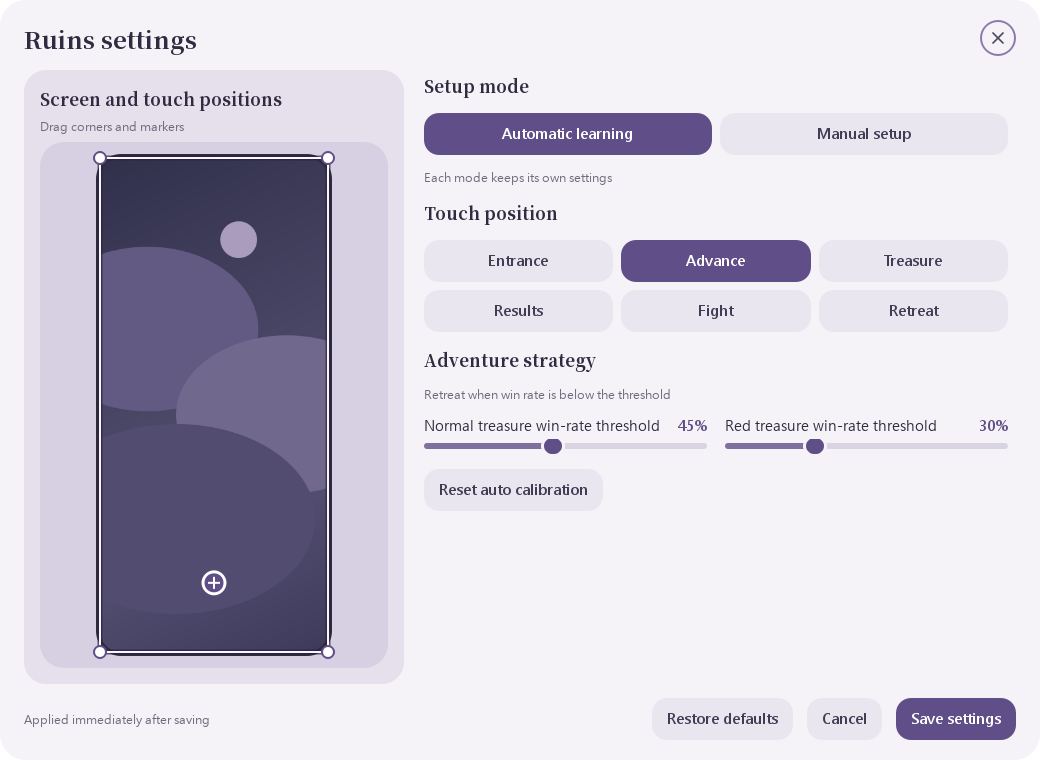 Ruins settings
Screen and touch positions
Drag corners and markers
Setup mode
Automatic learning
Manual setup
Each mode keeps its own settings
Touch position
Entrance
Advance
Treasure
Results
Fight
Retreat
Adventure strategy
Retreat when win rate is below the threshold
Normal treasure win-rate threshold 45%
Red treasure win-rate threshold 30%
Reset auto calibration
Applied immediately after saving
Restore defaults
Cancel
Save settings